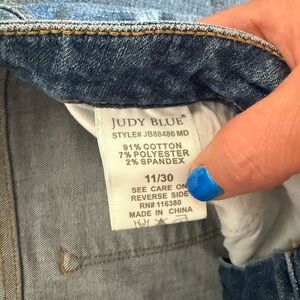 JUDY BLUE®
STYLE# JB88486 MD
91% COTTON
7% POLYESTER
2% SPANDEX
11/30
SEE CARE ON
REVERSE SIDE
RN# 116380
MADE IN CHINA